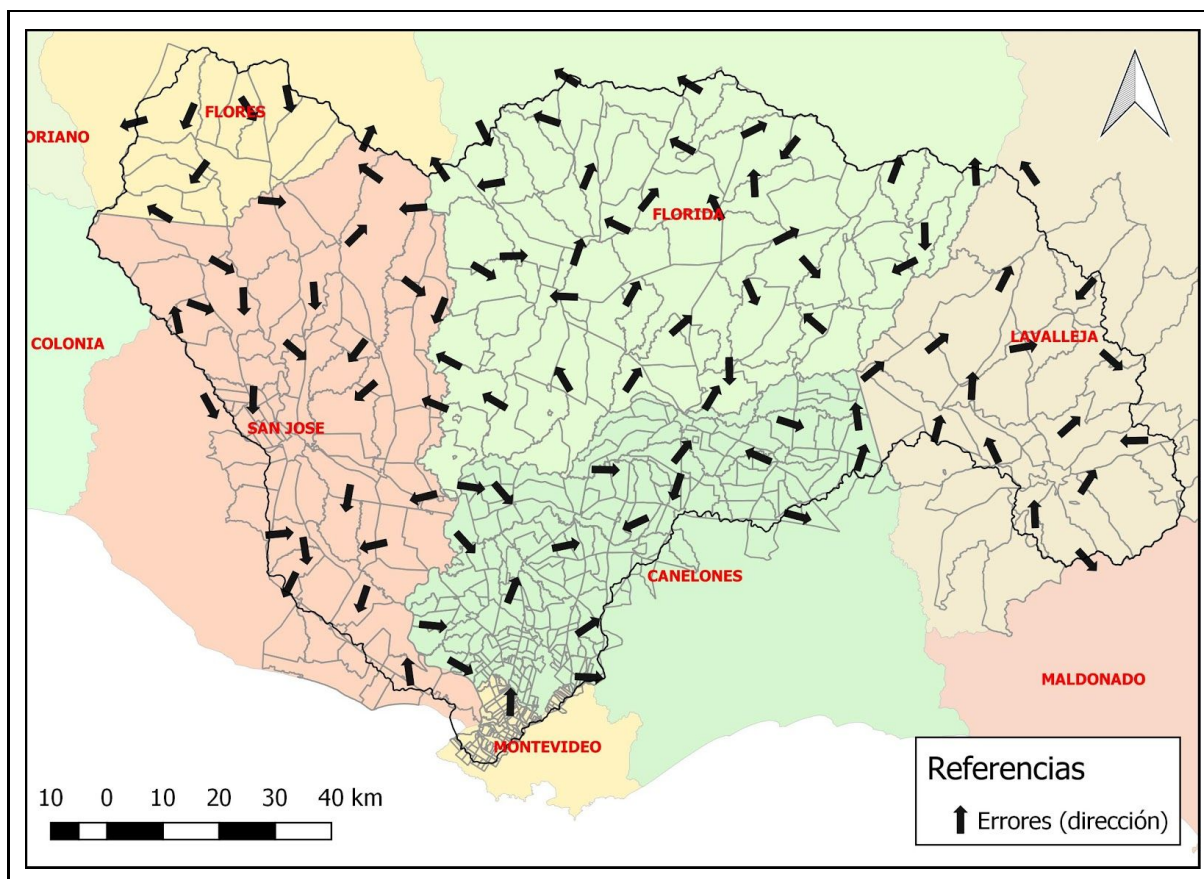 FLORES
ORIANO
FLORIDA
COLONIA
LAVALLEJA
SAN JOSE
CANELONES
MALDONADO
MONTEVIDEO
Referencias
Errores (dirección)
10 0 10 20 30 40 km